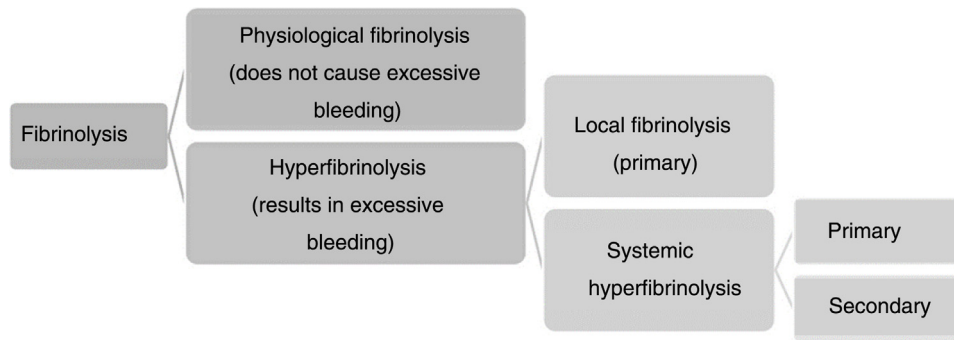 Fibrinolysis
Physiological fibrinolysis
(does not cause excessive
bleeding)
Hyperfibrinolysis
(results in excessive
bleeding)
Local fibrinolysis
(primary)
Systemic
hyperfibrinolysis
Primary
Secondary